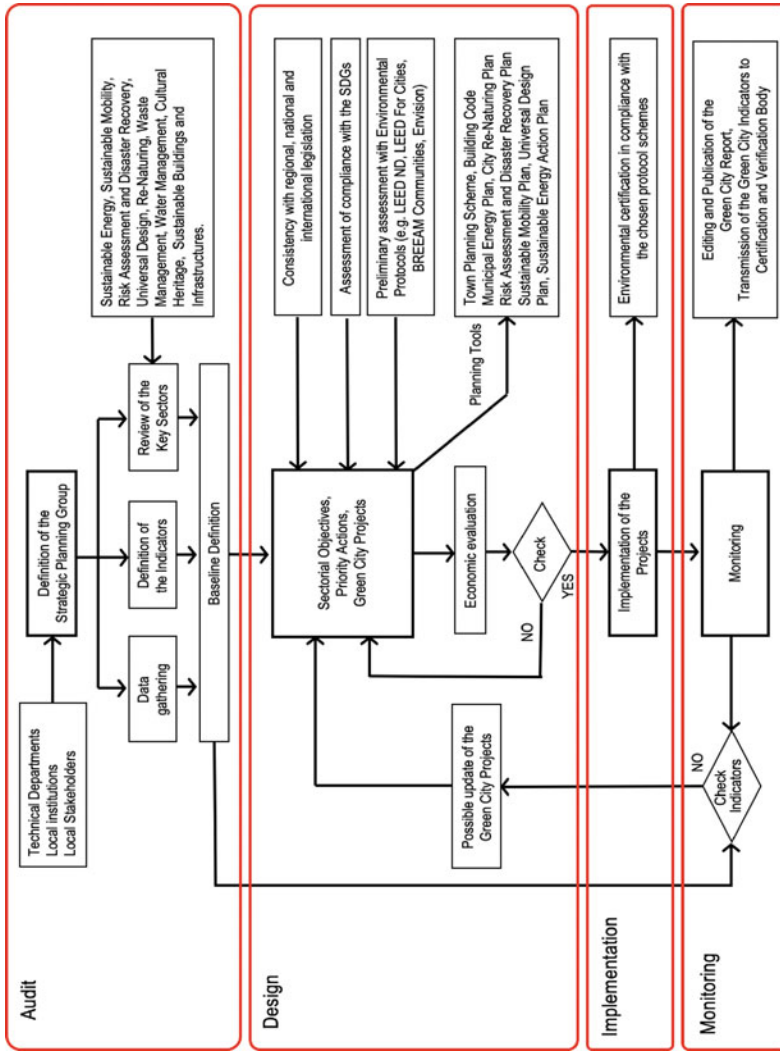 Audit
Technical Departments
Local institutions
Local Stakeholders
Definition of the
Strategic Planning Group
Data
gathering
Definition of
the Indicators
Review of the
Key Sectors
Sustainable Energy, Sustainable Mobility,
Risk Assessment and Disaster Recovery,
Universal Design, Re-Naturing, Waste
Management, Water Management, Cultural
Heritage, Sustainable Buildings and
Infrastructures.
Baseline Definition
Design
Consistency with regional, national and
international legislation
Assessment of compliance with the SDGs
Preliminary assessment with Environmental
Protocols (e.g. LEED ND, LEED For Cities,
BREEAM Communities, Envision)
Sectorial Objectives,
Priority Actions,
Green City Projects
Planning Tools
Town Planning Scheme, Building Code
Municipal Energy Plan, City Re-Naturing Plan
Risk Assessment and Disaster Recovery Plan
Sustainable Mobility Plan, Universal Design
Plan, Sustainable Energy Action Plan
Economic evaluation
Check
NO
YES
Possible update of the
Green City Projects
Implementation
Implementation of the
Projects
Environmental certification in compliance with
the chosen protocol schemes
Monitoring
NO
Check
Indicators
Monitoring
Editing and Publication of the
Green City Report,
Transmission of the Green City Indicators to
Certification and Verification Body